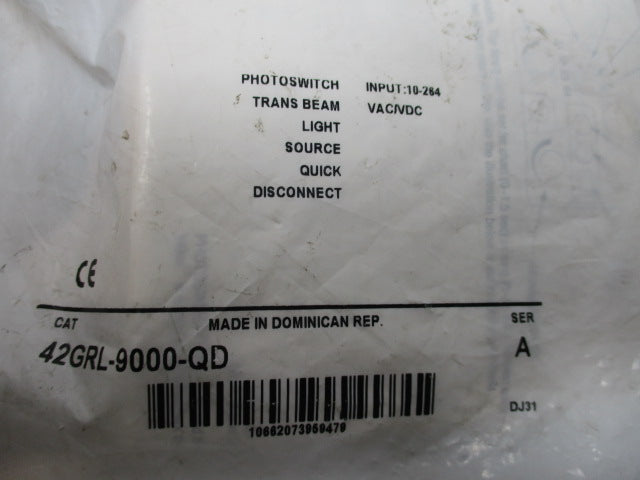 PHOTOSWITCH INPUT:10-264
TRANS BEAM VAC/VDC
LIGHT
SOURCE
QUICK
DISCONNECT
CE
CAT MADE IN DOMINICAN REP. SER
42GRL-9000-QD A
10662073959479 DJ31